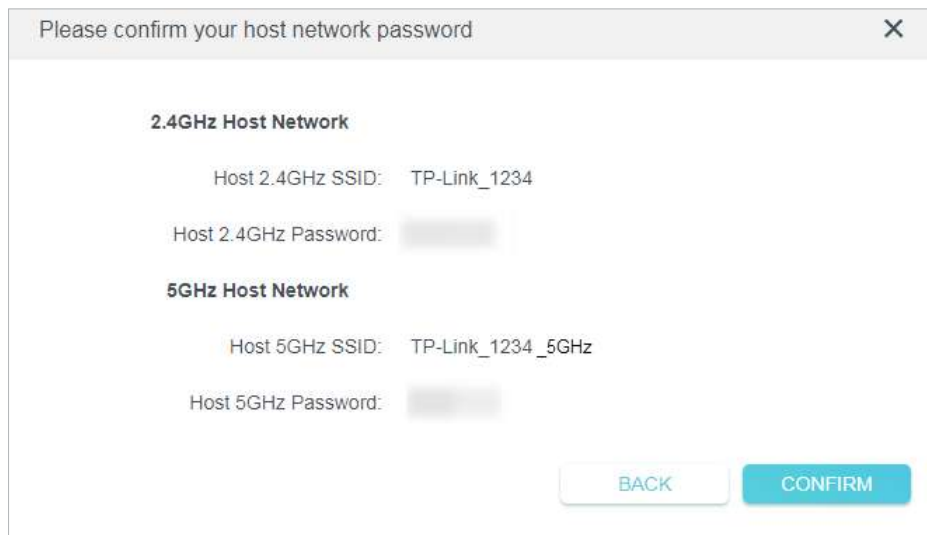 Please confirm your host network password
2.4GHz Host Network
Host 2.4GHz SSID: TP-Link_1234
Host 2.4GHz Password:
5GHz Host Network
Host 5GHz SSID: TP-Link_1234 _5GHz
Host 5GHz Password:
BACK CONFIRM